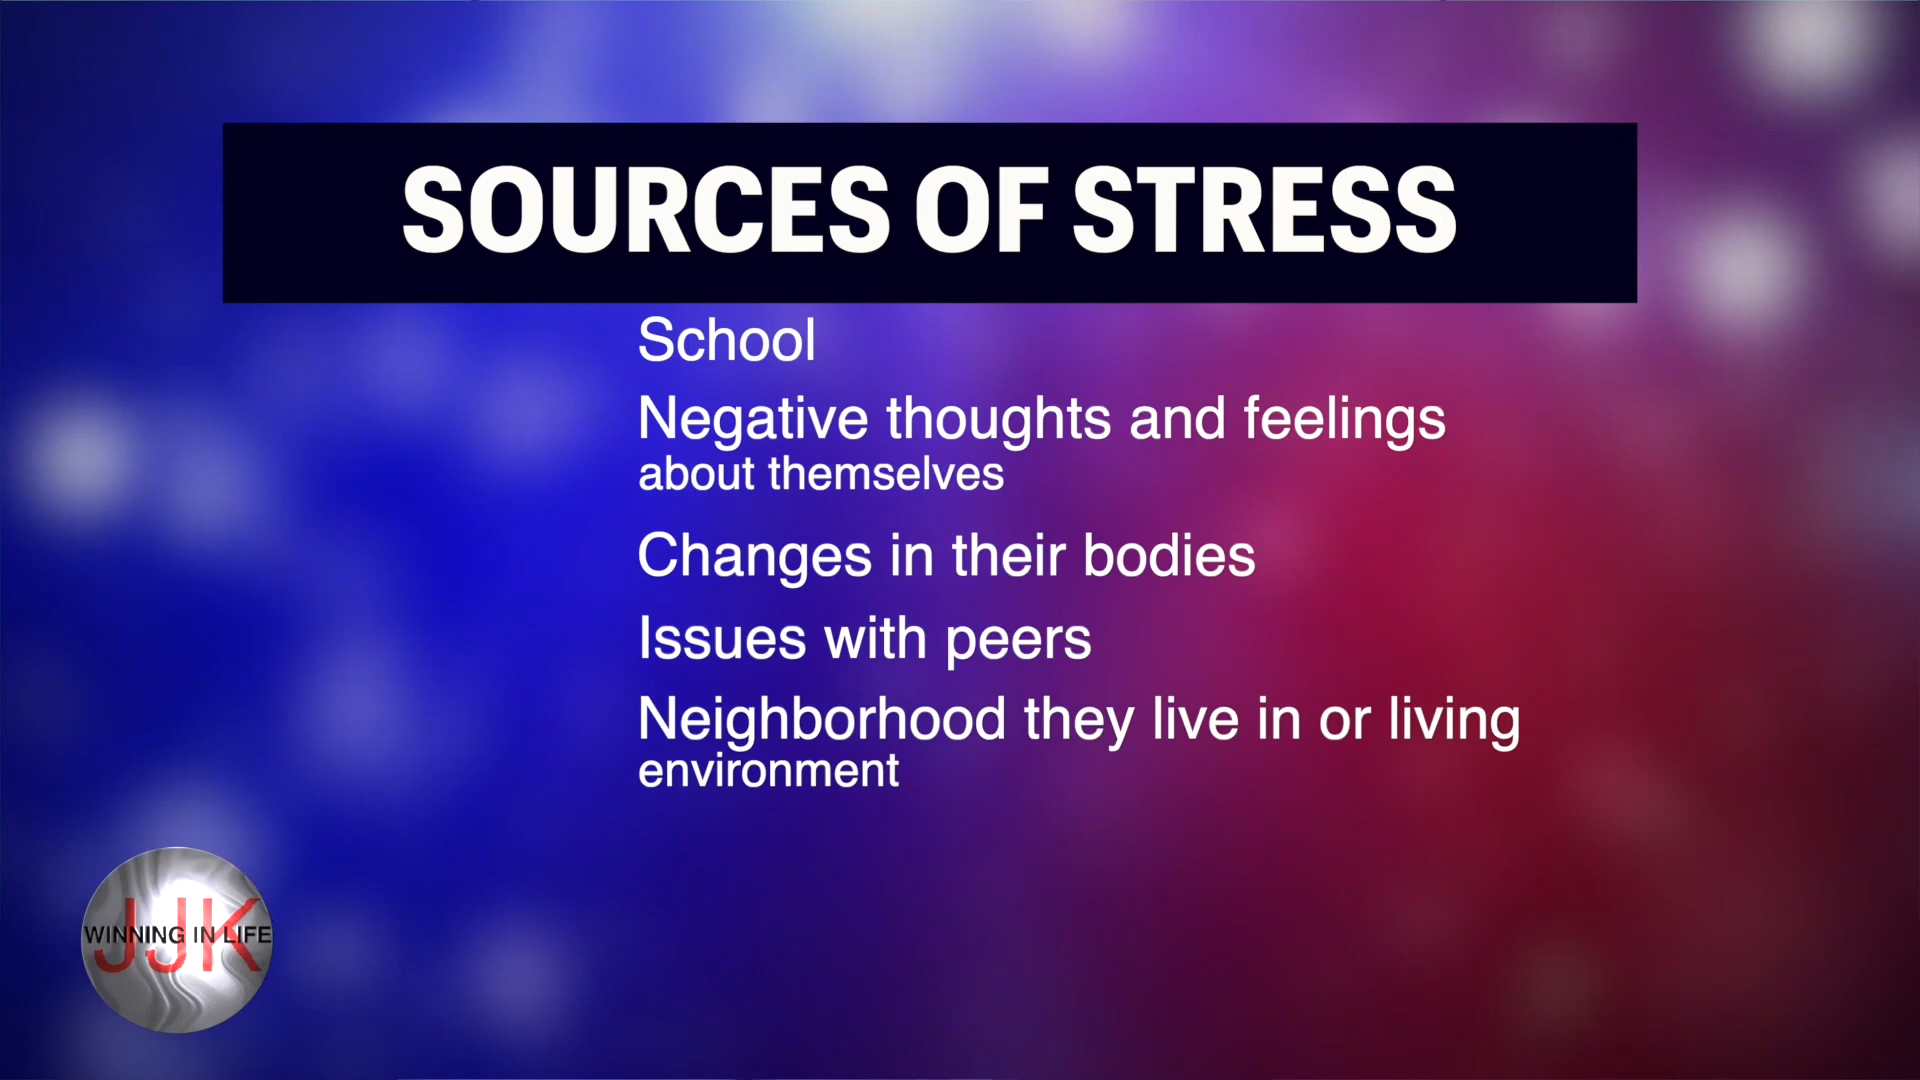 SOURCES OF STRESS
School
Negative thoughts and feelings
about themselves
Changes in their bodies
Issues with peers
Neighborhood they live in or living
environment
JJK
WINNING IN LIFE